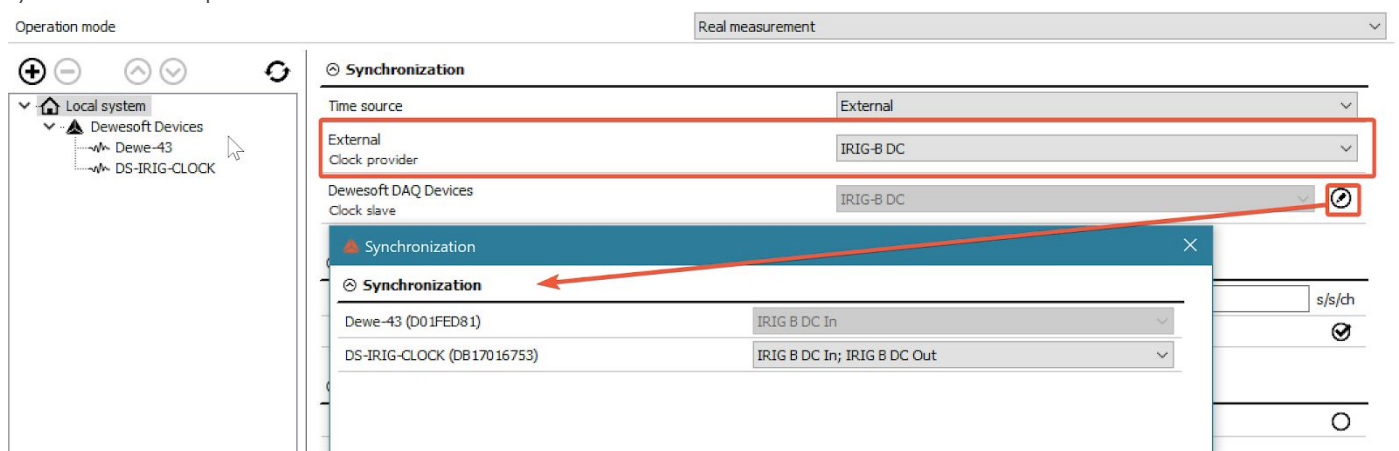 Operation mode
Real measurement
Synchronization
Local system
Dewesoft Devices
Dewe-43
DS-IRIG-CLOCK
Time source
External
External
Clock provider
IRIG-B DC
Dewesoft DAQ Devices
Clock slave
IRIG-B DC
Synchronization
Synchronization
Dewe-43 (D01FED81)
IRIG B DC In
DS-IRIG-CLOCK (DB17016753)
IRIG B DC In; IRIG B DC Out
s/s/ch